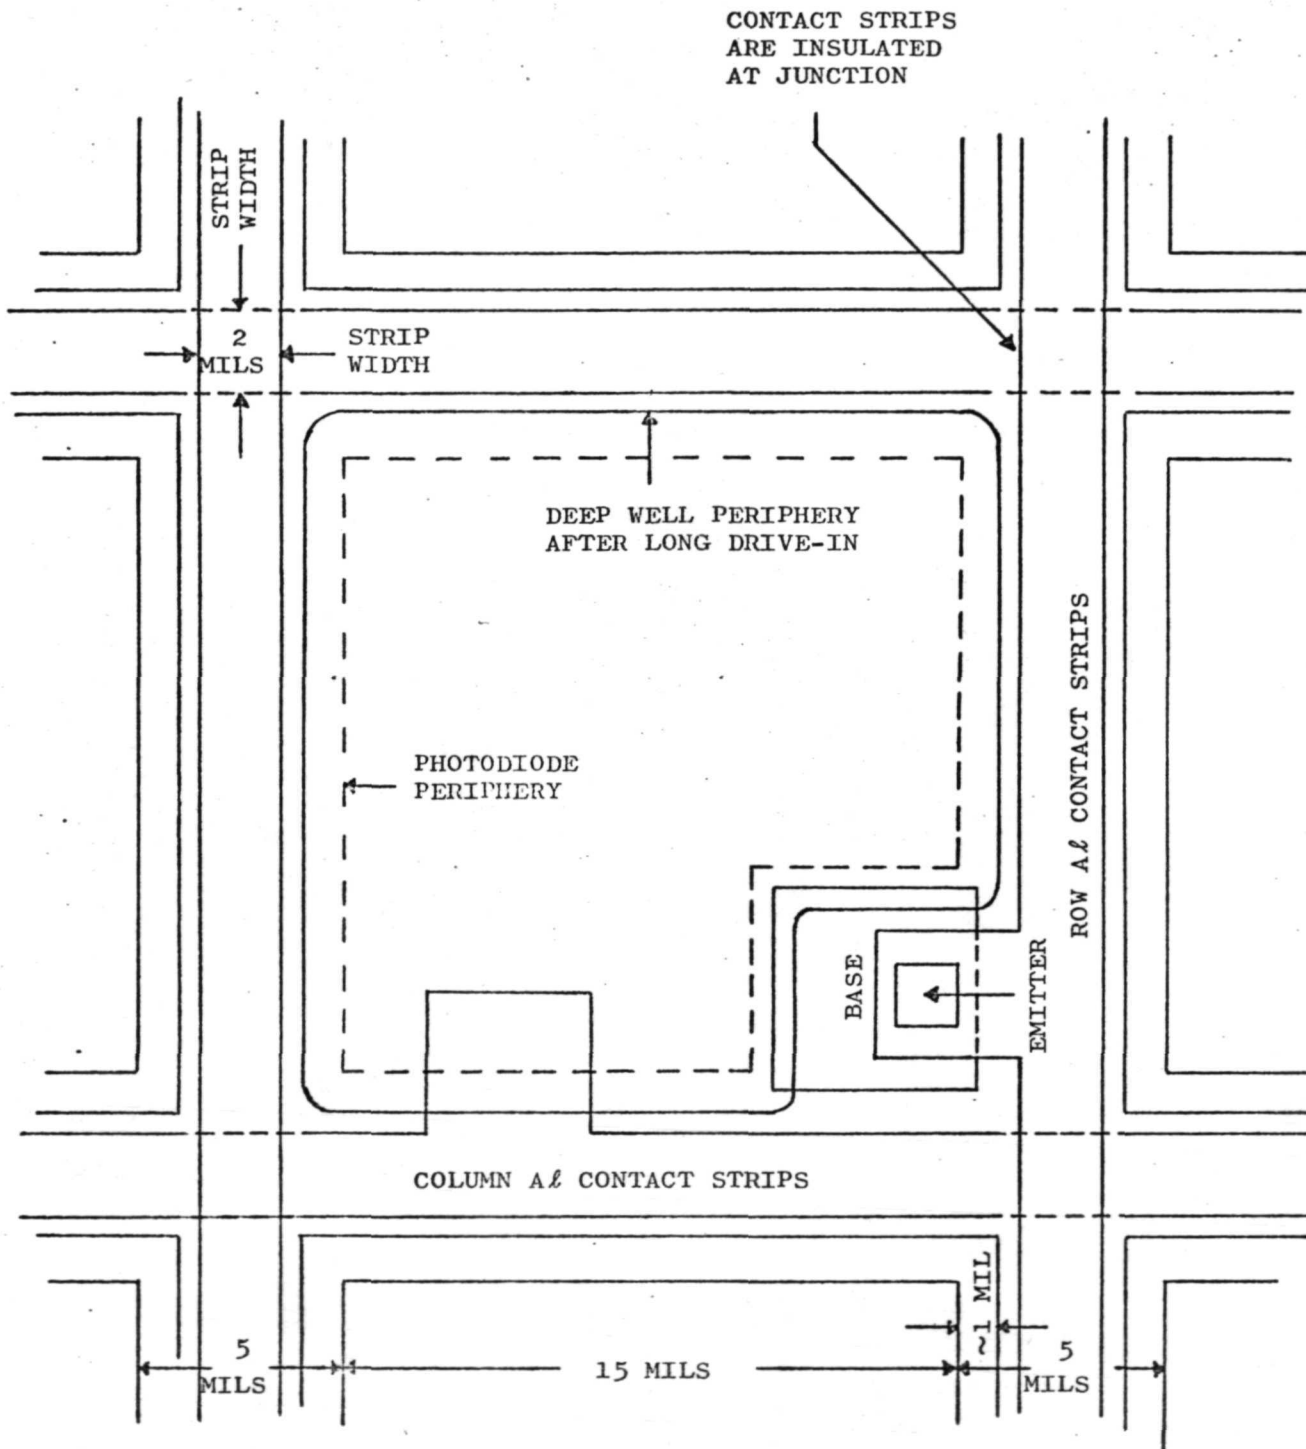 CONTACT STRIPS
ARE INSULATED
AT JUNCTION
STRIP
WIDTH
2
MILS
STRIP
WIDTH
DEEP WELL PERIPHERY
AFTER LONG DRIVE-IN
PHOTODIODE
PERIPHERY
ROW Aℓ CONTACT STRIPS
BASE
EMITTER
COLUMN Aℓ CONTACT STRIPS
~1 MIL
5
MILS
15 MILS
5
MILS